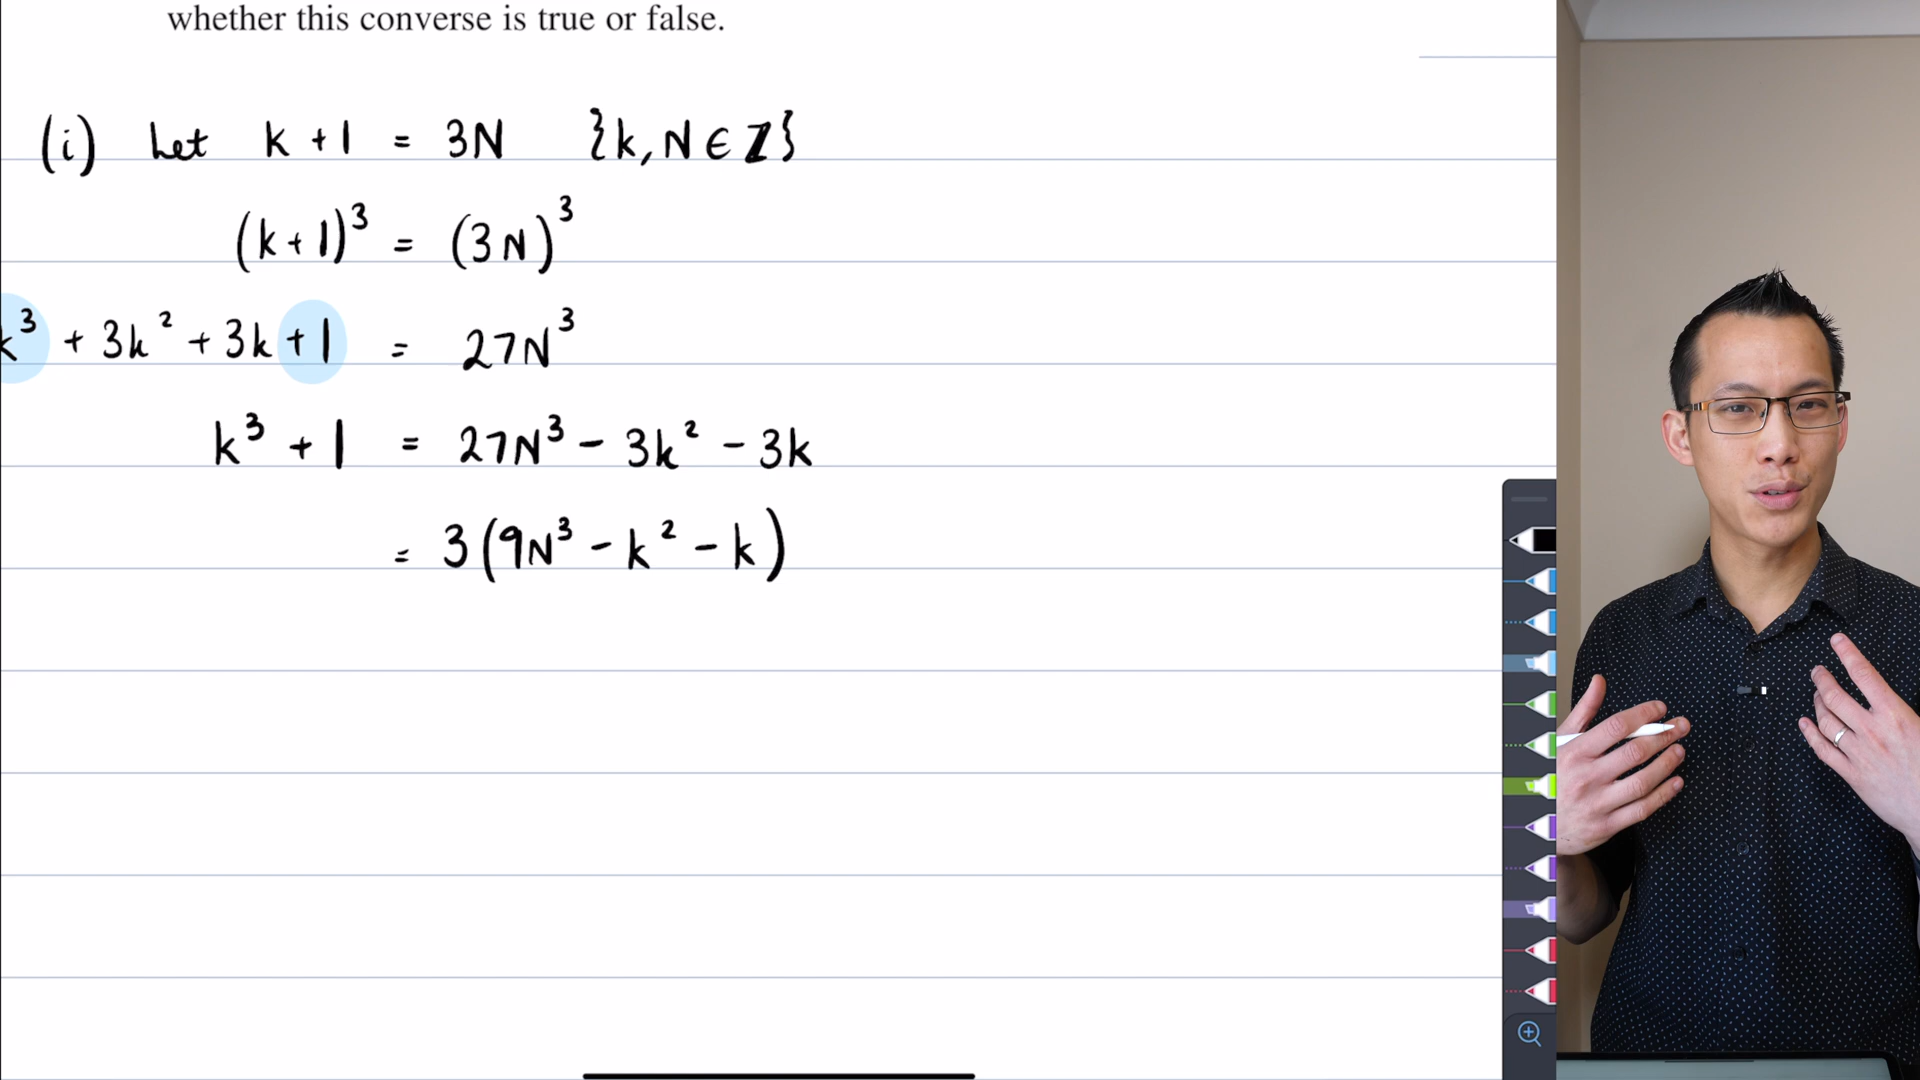 whether this converse is true or false.
(i) Let k + 1 = 3N {k, N ∈ ℤ}
(k + 1)³ = (3N)³
k³ + 3k² + 3k + 1 = 27N³
k³ + 1 = 27N³ − 3k² − 3k
= 3(9N³ − k² − k)